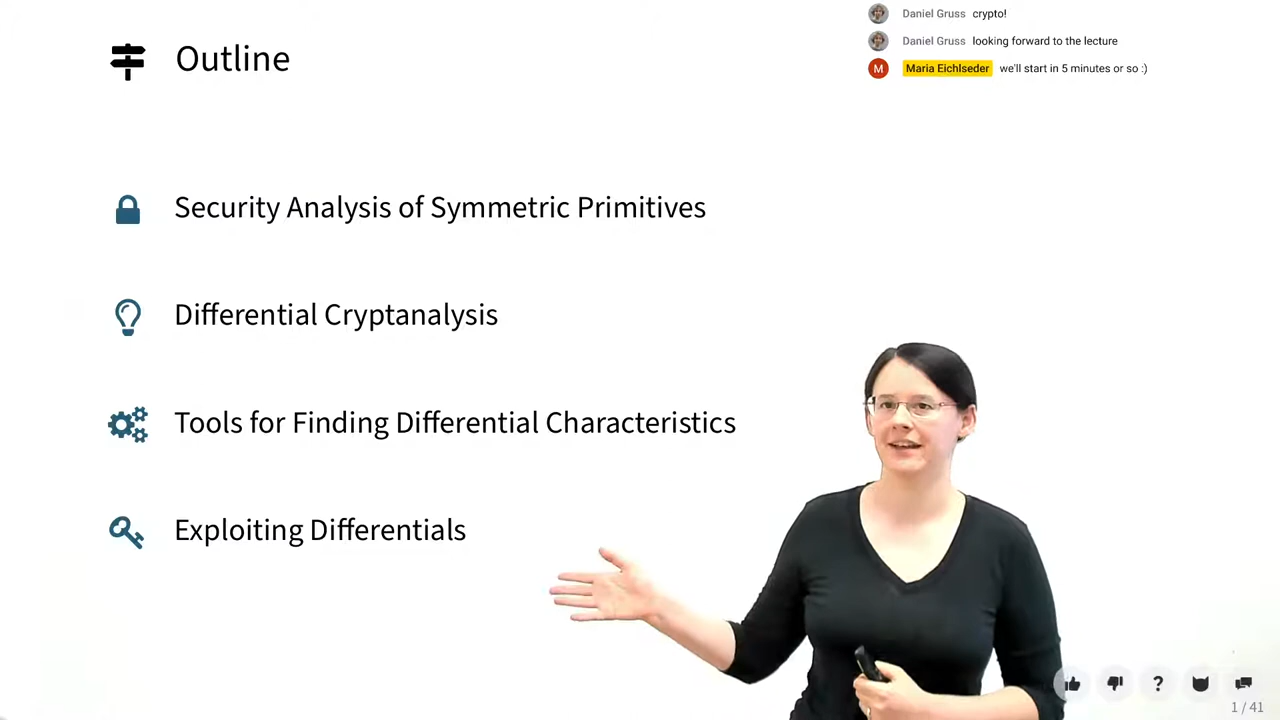 Outline
Daniel Gruss crypto!
Daniel Gruss looking forward to the lecture
M Maria Eichlseder we'll start in 5 minutes or so :)
Security Analysis of Symmetric Primitives
Differential Cryptanalysis
Tools for Finding Differential Characteristics
Exploiting Differentials
?
1 / 41